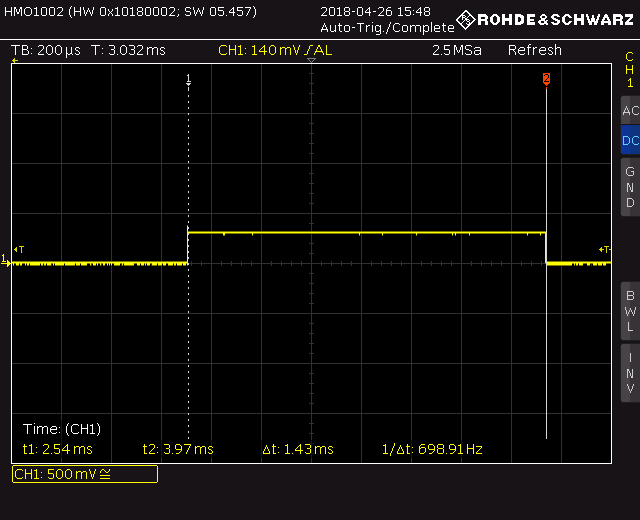 HMO1002 (HW 0x10180002; SW 05.457)
2018-04-26 15:48
Auto-Trig./Complete
ROHDE&SCHWARZ
TB: 200µs T: 3.032ms CH1: 140mV AL 2.5MSa Refresh
CH1
AC
DC
GND
BWL
INV
1
2
T
T
1
Time: (CH1)
t1: 2.54ms t2: 3.97ms Δt: 1.43ms 1/Δt: 698.91Hz
CH1: 500mV